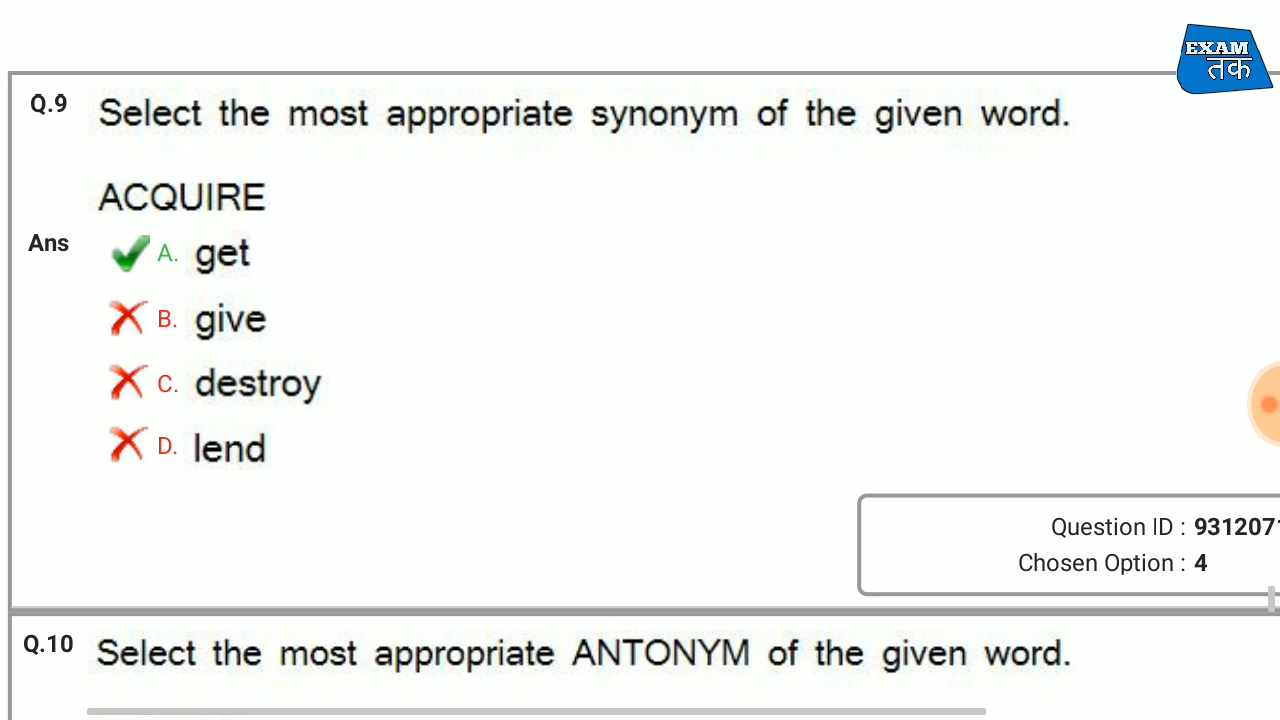 EXAM
तक
Q.9 Select the most appropriate synonym of the given word.
ACQUIRE
Ans A. get
B. give
C. destroy
D. lend
Question ID : 9312071
Chosen Option : 4
Q.10 Select the most appropriate ANTONYM of the given word.